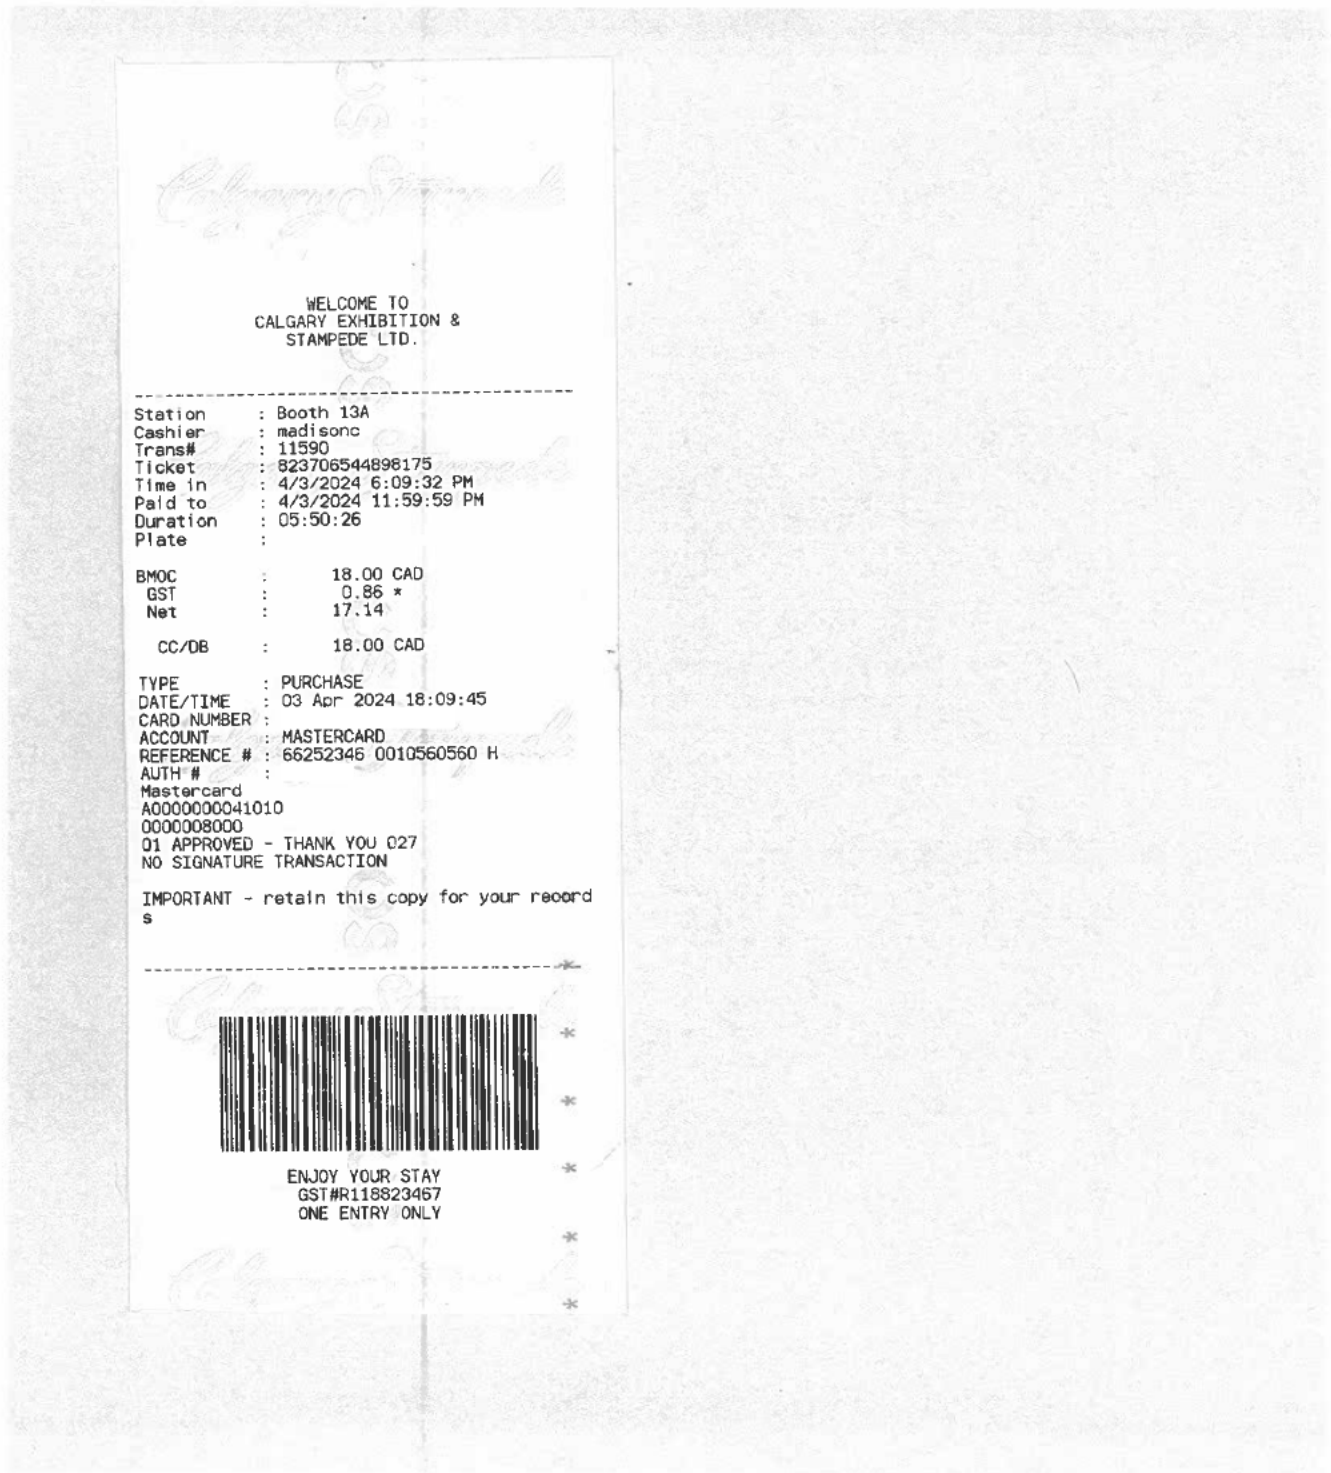 WELCOME TO
CALGARY EXHIBITION &
STAMPEDE LTD.
Station : Booth 13A
Cashier : madisonc
Trans# : 11590
Ticket : 823706544898175
Time in : 4/3/2024 6:09:32 PM
Paid to : 4/3/2024 11:59:59 PM
Duration : 05:50:26
Plate :
BMOC : 18.00 CAD
GST : 0.86 *
Net : 17.14
CC/DB : 18.00 CAD
TYPE : PURCHASE
DATE/TIME : 03 Apr 2024 18:09:45
CARD NUMBER :
ACCOUNT : MASTERCARD
REFERENCE # : 66252346 0010560560 H
AUTH # :
Mastercard
A0000000041010
0000008000
01 APPROVED - THANK YOU 027
NO SIGNATURE TRANSACTION
IMPORTANT - retain this copy for your record
s
ENJOY YOUR STAY
GST#R118823467
ONE ENTRY ONLY